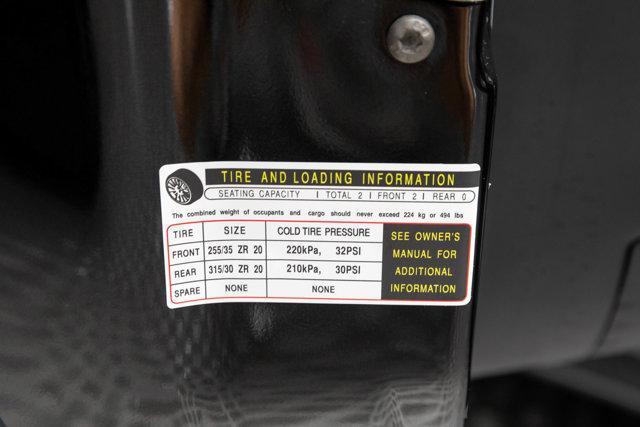 TIRE AND LOADING INFORMATION
SEATING CAPACITY | TOTAL 2 | FRONT 2 | REAR 0
The combined weight of occupants and cargo should never exceed 224 kg or 494 lbs
TIRE SIZE COLD TIRE PRESSURE
FRONT 255/35 ZR 20 220kPa, 32PSI
REAR 315/30 ZR 20 210kPa, 30PSI
SPARE NONE NONE
SEE OWNER'S
MANUAL FOR
ADDITIONAL
INFORMATION